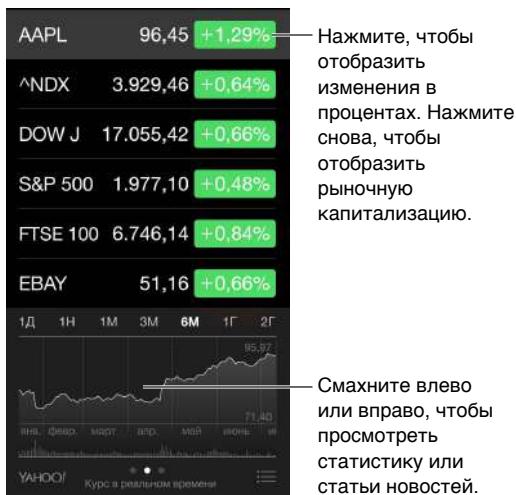 AAPL 96,45 +1,29%
^NDX 3.929,46 +0,64%
DOW J 17.055,42 +0,66%
S&P 500 1.977,10 +0,48%
FTSE 100 6.746,14 +0,84%
EBAY 51,16 +0,66%
1Д 1Н 1М 3М 6М 1Г 2Г
95,97
71,40
янв. февр. март апр. май июнь и
YAHOO!
Курс в реальном времени
Нажмите, чтобы
отобразить
изменения в
процентах. Нажмите
снова, чтобы
отобразить
рыночную
капитализацию.
Смахните влево
или вправо, чтобы
просмотреть
статистику или
статьи новостей.